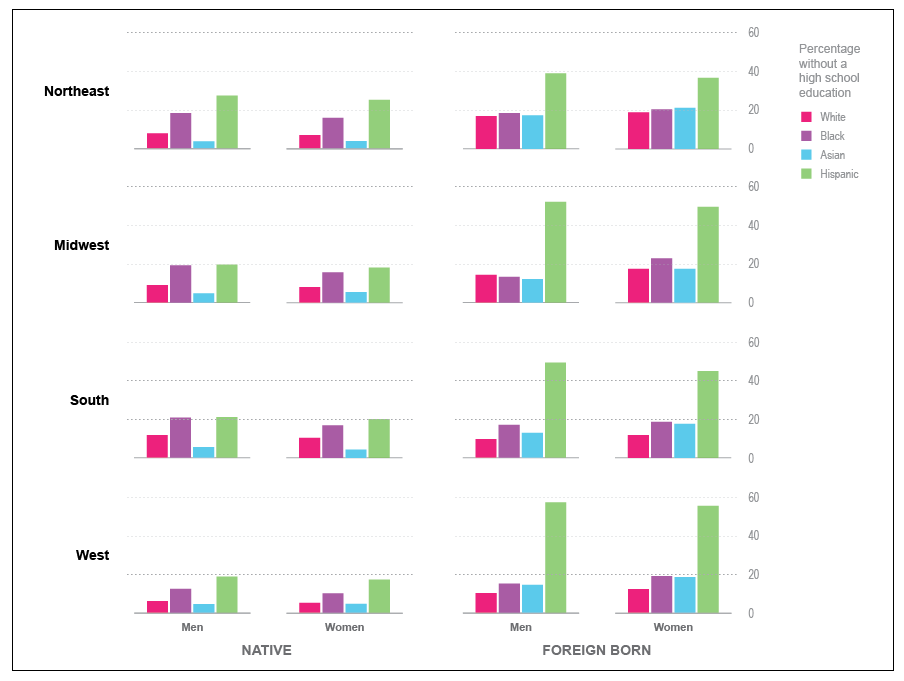 60
Percentage
without a
high school
education
40
Northeast
20
White
Black
0
Asian
Hispanic
60
40
Midwest
20
0
60
40
South
20
0
60
40
West
20
0
Men Women Men Women
NATIVE FOREIGN BORN